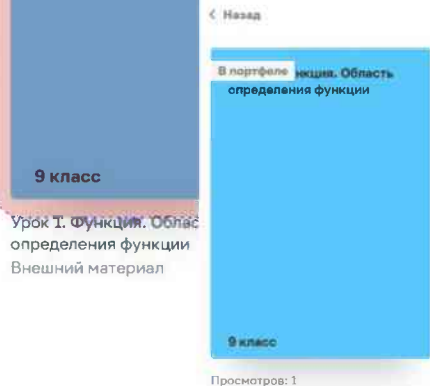 9 класс
Урок 1. Функция. Облас
определения функции
Внешний материал
Назад
В портфеле нкция. Область
определения функции
9 класс
Просмотров: 1